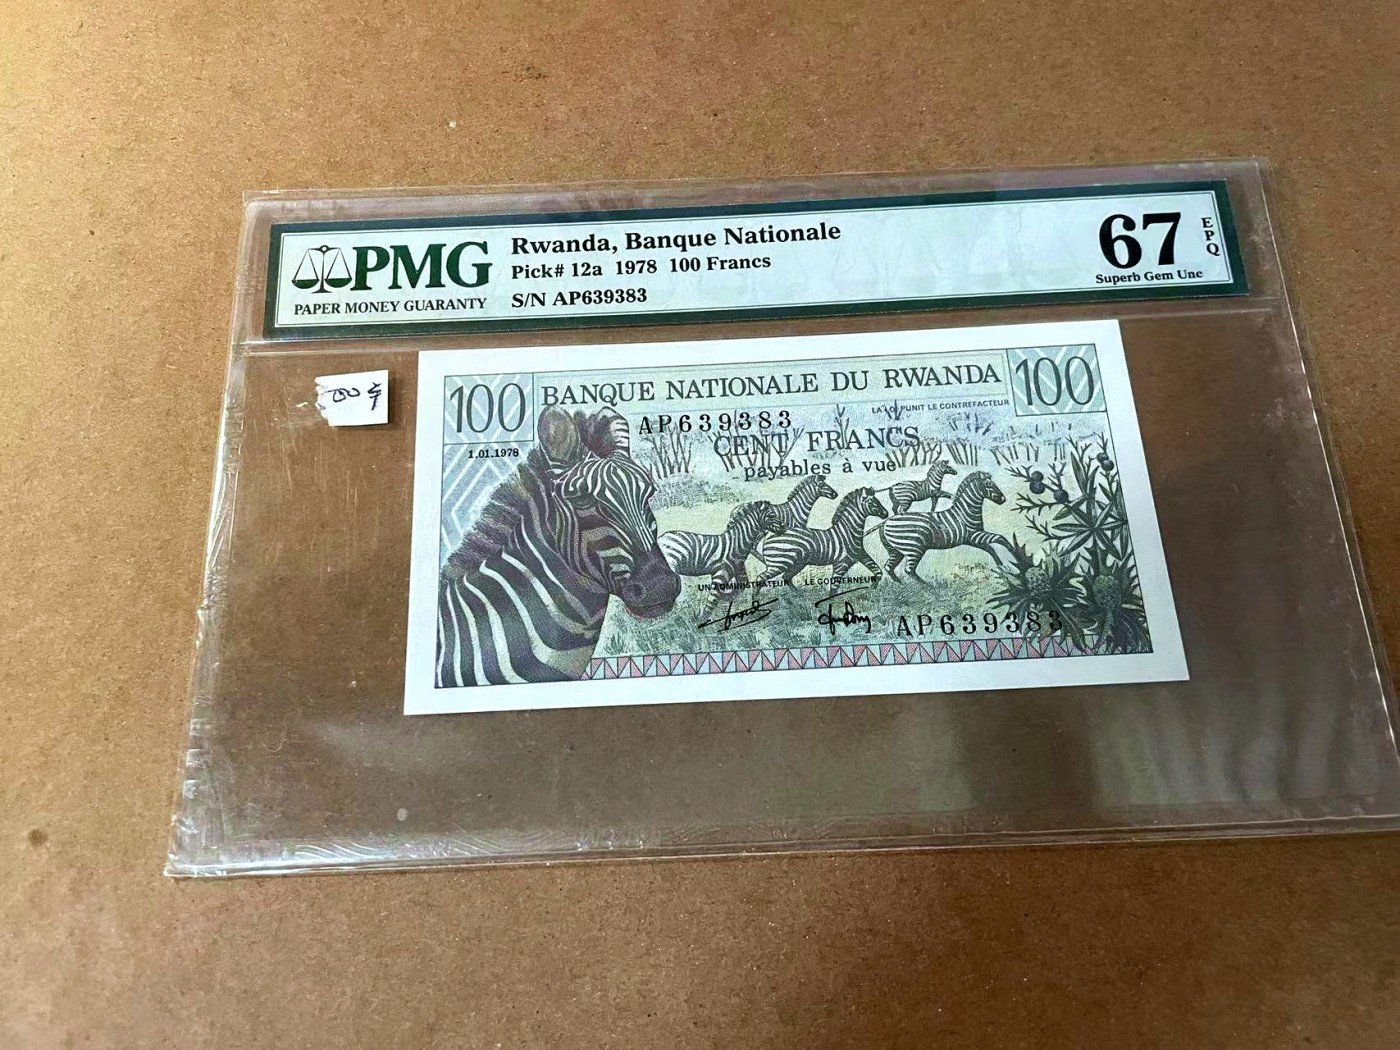 PMG
PAPER MONEY GUARANTY
Rwanda, Banque Nationale
Pick# 12a 1978 100 Francs
S/N AP639383
67
EPQ
Superb Gem Unc
100
BANQUE NATIONALE DU RWANDA
100
AP639383
LA LOI PUNIT LE CONTREFACTEUR
CENT FRANCS
1.01.1978
payables à vue
UN ADMINISTRATEUR
LE GOUVERNEUR
AP639383